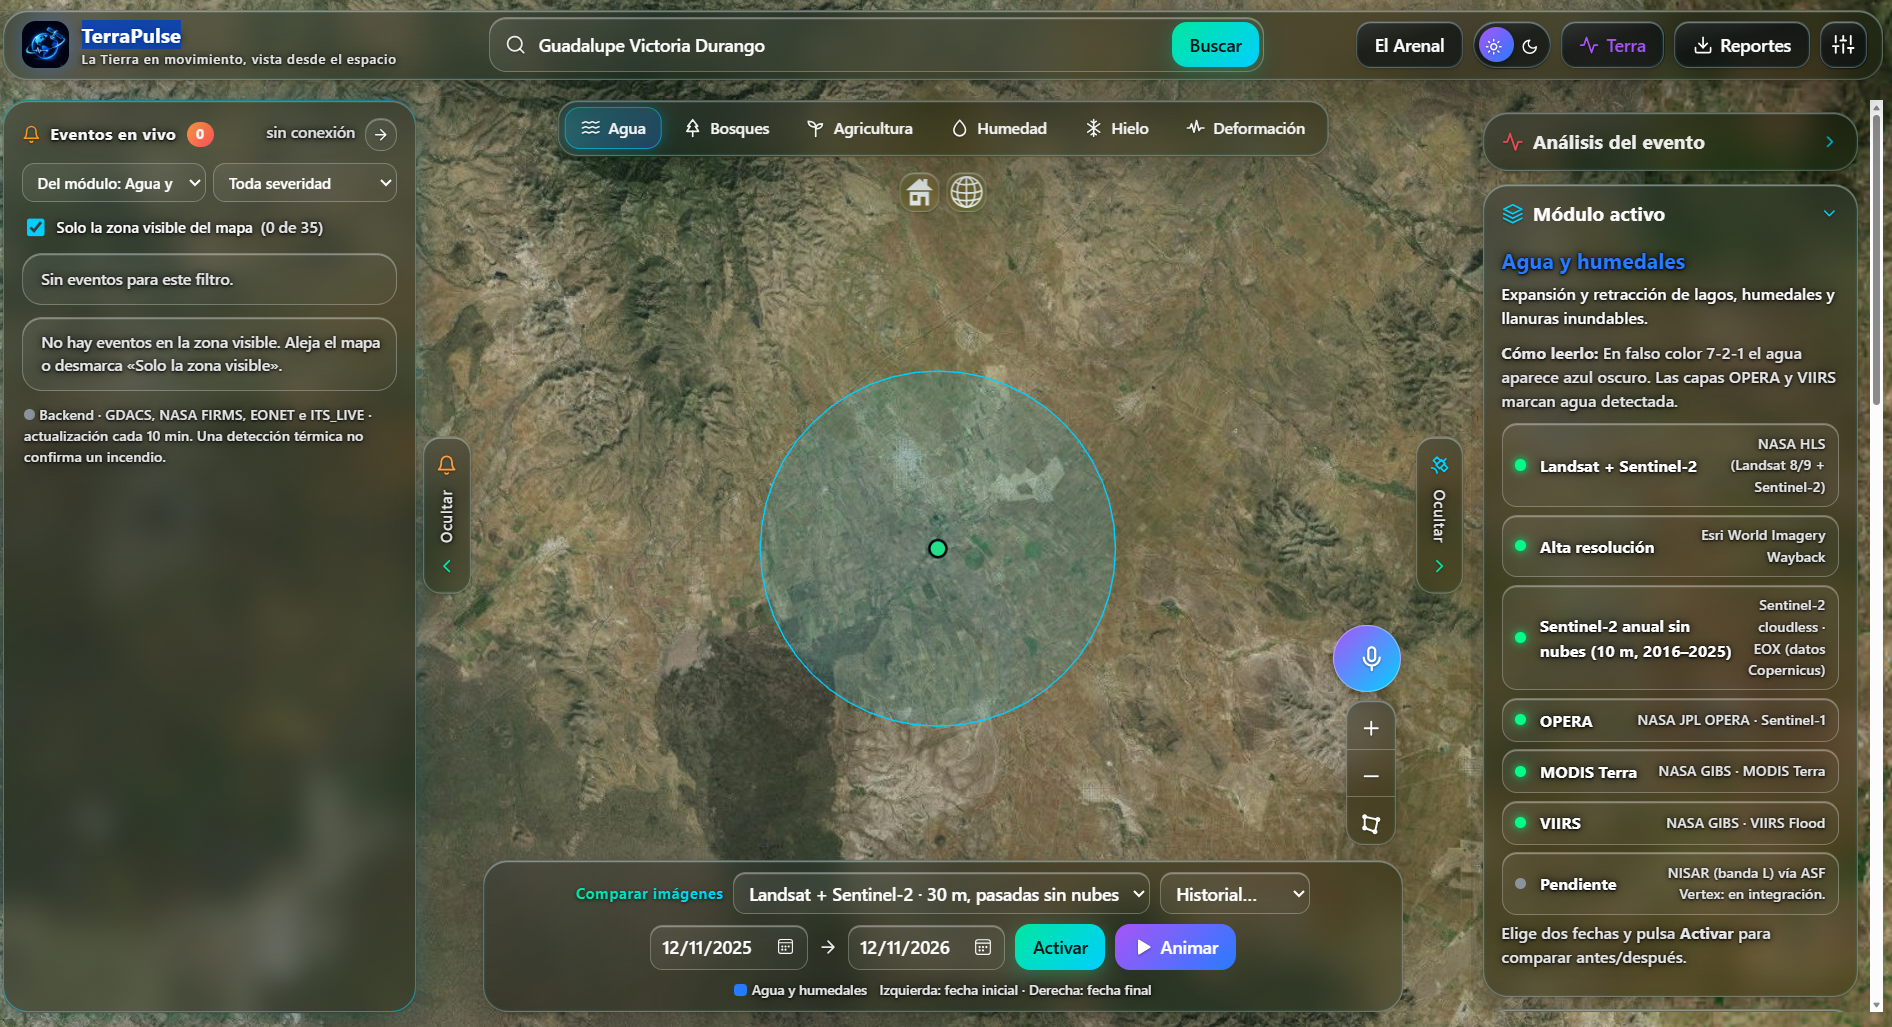 TerraPulse
La Tierra en movimiento, vista desde el espacio
Guadalupe Victoria Durango
Buscar
El Arenal
Terra
Reportes
Eventos en vivo
0
sin conexión
Del módulo: Agua y
Toda severidad
Solo la zona visible del mapa (0 de 35)
Sin eventos para este filtro.
No hay eventos en la zona visible. Aleja el mapa
o desmarca «Solo la zona visible».
Backend · GDACS, NASA FIRMS, EONET e ITS_LIVE ·
actualización cada 10 min. Una detección térmica no
confirma un incendio.
Ocultar
Agua
Bosques
Agricultura
Humedad
Hielo
Deformación
Ocultar
Comparar imágenes
Landsat + Sentinel-2 · 30 m, pasadas sin nubes
Historial...
12/11/2025
12/11/2026
Activar
Animar
Agua y humedales
Izquierda: fecha inicial · Derecha: fecha final
Análisis del evento
Módulo activo
Agua y humedales
Expansión y retracción de lagos, humedales y
llanuras inundables.
Cómo leerlo: En falso color 7-2-1 el agua
aparece azul oscuro. Las capas OPERA y VIIRS
marcan agua detectada.
Landsat + Sentinel-2
NASA HLS
(Landsat 8/9 +
Sentinel-2)
Alta resolución
Esri World Imagery
Wayback
Sentinel-2 anual sin
nubes (10 m, 2016–2025)
Sentinel-2
cloudless ·
EOX (datos
Copernicus)
OPERA
NASA JPL OPERA · Sentinel-1
MODIS Terra
NASA GIBS · MODIS Terra
VIIRS
NASA GIBS · VIIRS Flood
Pendiente
NISAR (banda L) vía ASF
Vertex: en integración.
Elige dos fechas y pulsa Activar para
comparar antes/después.